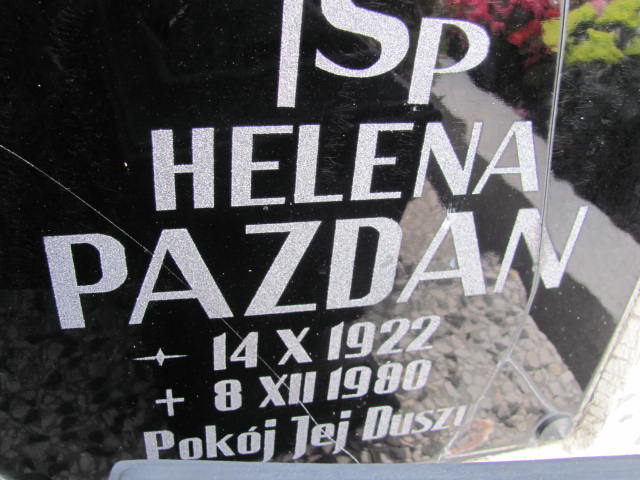 ŚP
HELENA
PAZDAN
14 X 1922
+ 8 XII 1980
Pokój Jej Duszy